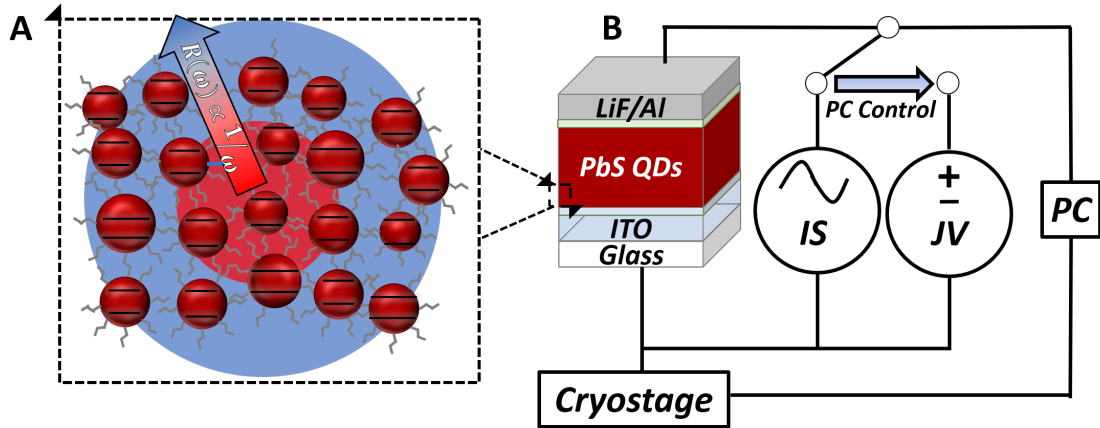 A
R(ω) ∝ 1/ω
B
LiF/Al
PbS QDs
ITO
Glass
PC Control
IS
+
−
JV
PC
Cryostage